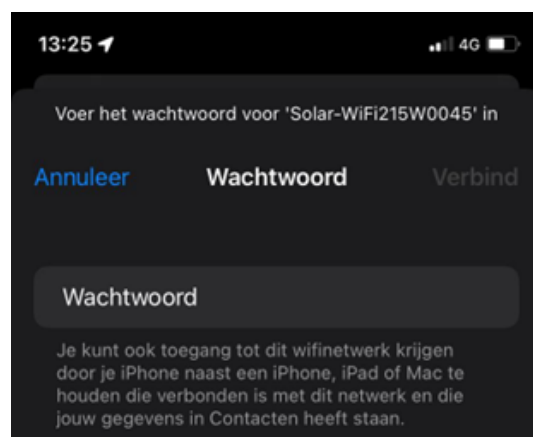 13:25 4G
Voer het wachtwoord voor 'Solar-WiFi215W0045' in
Annuleer Wachtwoord Verbind
Wachtwoord
Je kunt ook toegang tot dit wifinetwerk krijgen
door je iPhone naast een iPhone, iPad of Mac te
houden die verbonden is met dit netwerk en die
jouw gegevens in Contacten heeft staan.